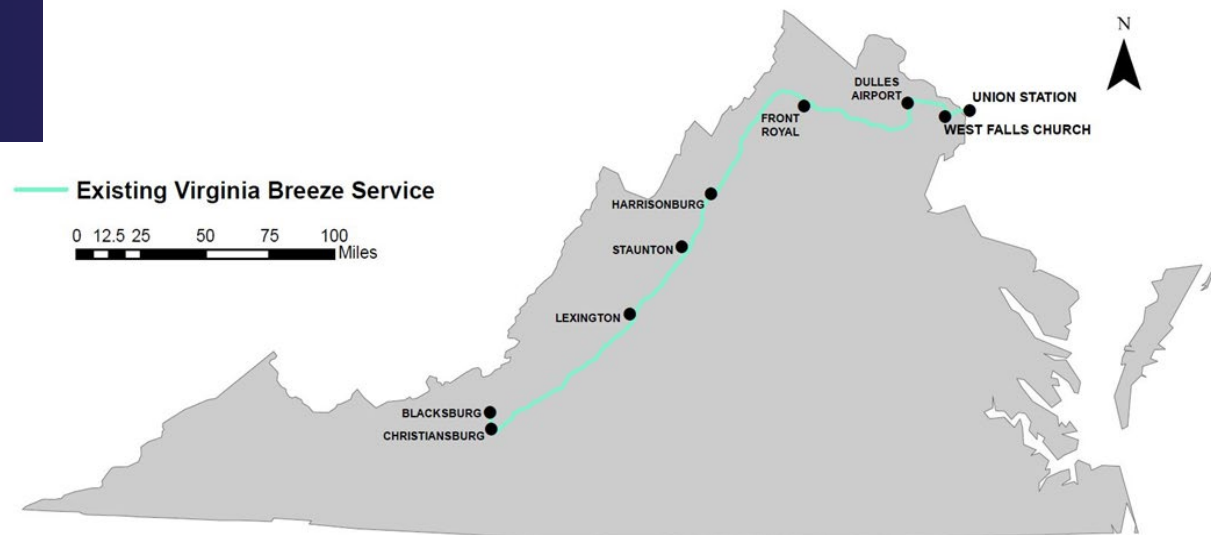 N
DULLES
AIRPORT
UNION STATION
FRONT
ROYAL
WEST FALLS CHURCH
Existing Virginia Breeze Service
HARRISONBURG
0 12.5 25 50 75 100
Miles
STAUNTON
LEXINGTON
BLACKSBURG
CHRISTIANSBURG